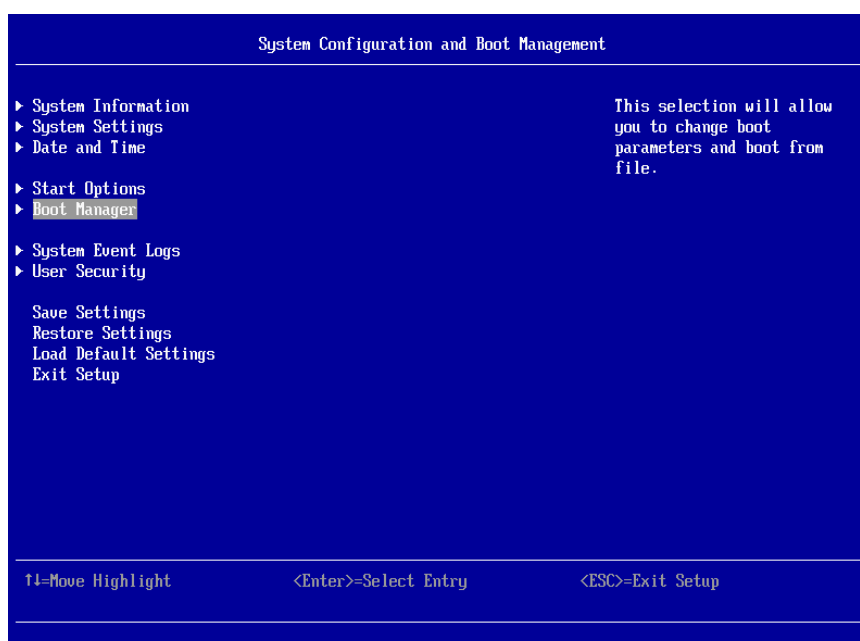 System Configuration and Boot Management
▶ System Information
▶ System Settings
▶ Date and Time
▶ Start Options
▶ Boot Manager
▶ System Event Logs
▶ User Security
Save Settings
Restore Settings
Load Default Settings
Exit Setup
This selection will allow
you to change boot
parameters and boot from
file.
↑↓=Move Highlight <Enter>=Select Entry <ESC>=Exit Setup